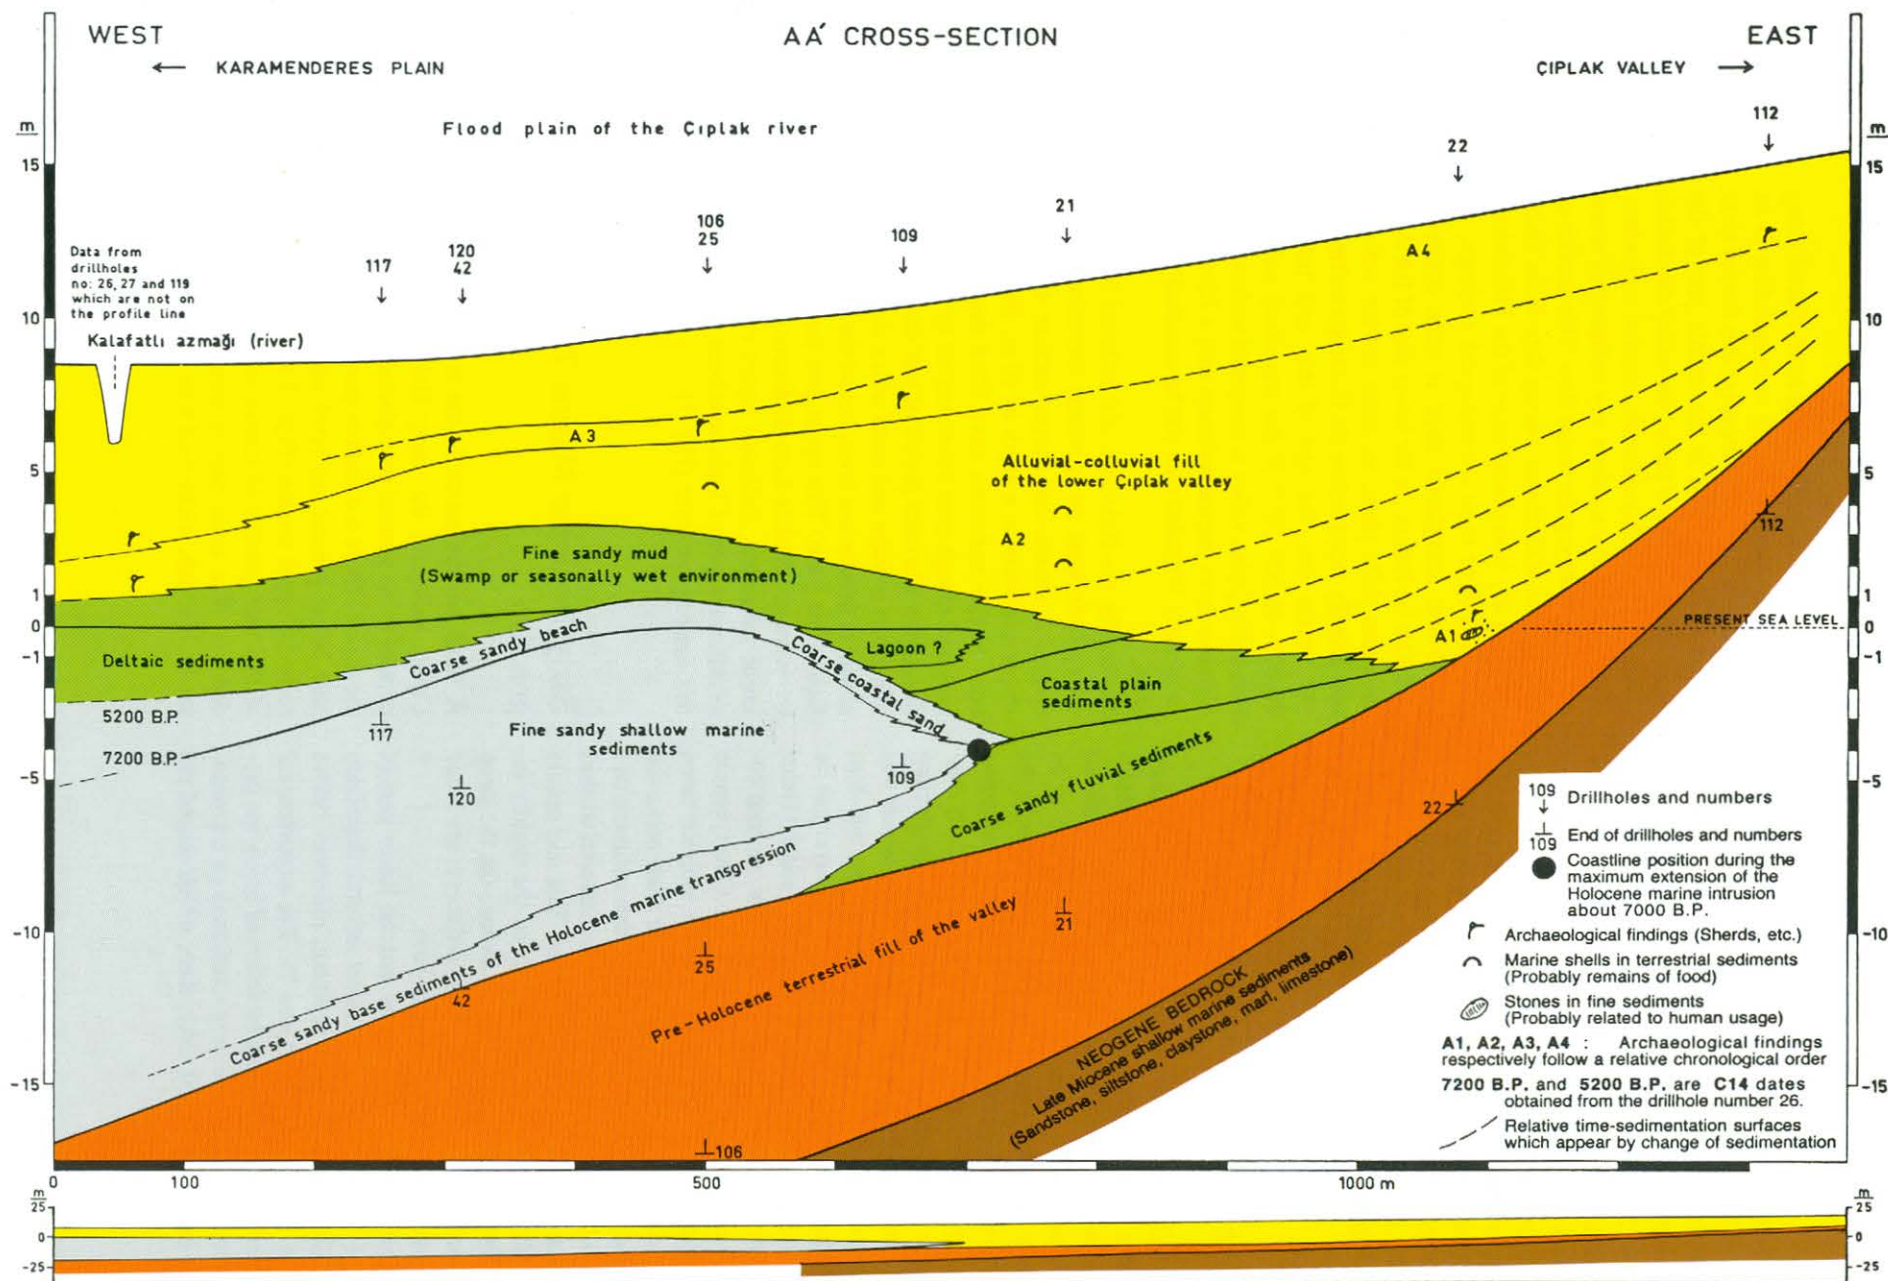 WEST
AA′ CROSS-SECTION
EAST
← KARAMENDERES PLAIN
ÇIPLAK VALLEY →
Flood plain of the Çıplak river
m
15
10
5
1
0
-1
-5
-10
-15
m
15
10
5
1
0
-1
-5
-10
-15
112
22
21
109
106
25
120
42
117
Data from
drillholes
no: 26, 27 and 119
which are not on
the profile line
Kalafatlı azmağı (river)
A4
A3
Alluvial-colluvial fill
of the lower Çıplak valley
A2
Fine sandy mud
(Swamp or seasonally wet environment)
A1
PRESENT SEA LEVEL
Deltaic sediments
Coarse sandy beach
Coarse coastal sand
Lagoon ?
Coastal plain
sediments
5200 B.P.
7200 B.P.
Fine sandy shallow marine
sediments
Coarse sandy fluvial sediments
Coarse sandy base sediments of the Holocene marine transgression
Pre-Holocene terrestrial fill of the valley
NEOGENE BEDROCK
Late Miocene shallow marine sediments
(Sandstone, siltstone, claystone, marl, limestone)
117
120
109
42
25
106
21
22
112
109
Drillholes and numbers
109
End of drillholes and numbers
Coastline position during the
maximum extension of the
Holocene marine intrusion
about 7000 B.P.
Archaeological findings (Sherds, etc.)
Marine shells in terrestrial sediments
(Probably remains of food)
Stones in fine sediments
(Probably related to human usage)
A1, A2, A3, A4 : Archaeological findings
respectively follow a relative chronological order
7200 B.P. and 5200 B.P. are C14 dates
obtained from the drillhole number 26.
Relative time-sedimentation surfaces
which appear by change of sedimentation
0
100
500
1000 m
m
25
0
-25
m
25
0
-25